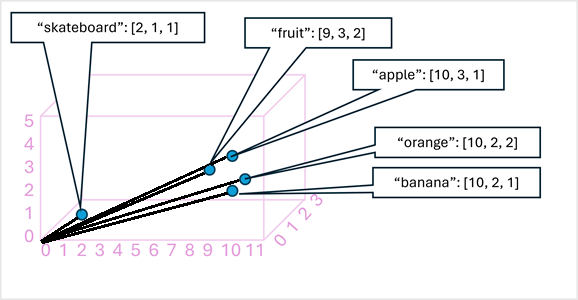 “skateboard”: [2, 1, 1]
“fruit”: [9, 3, 2]
“apple”: [10, 3, 1]
“orange”: [10, 2, 2]
“banana”: [10, 2, 1]
5
4
3
2
1
0
0 1 2 3 4 5 6 7 8 9 10 11
0 1 2 3